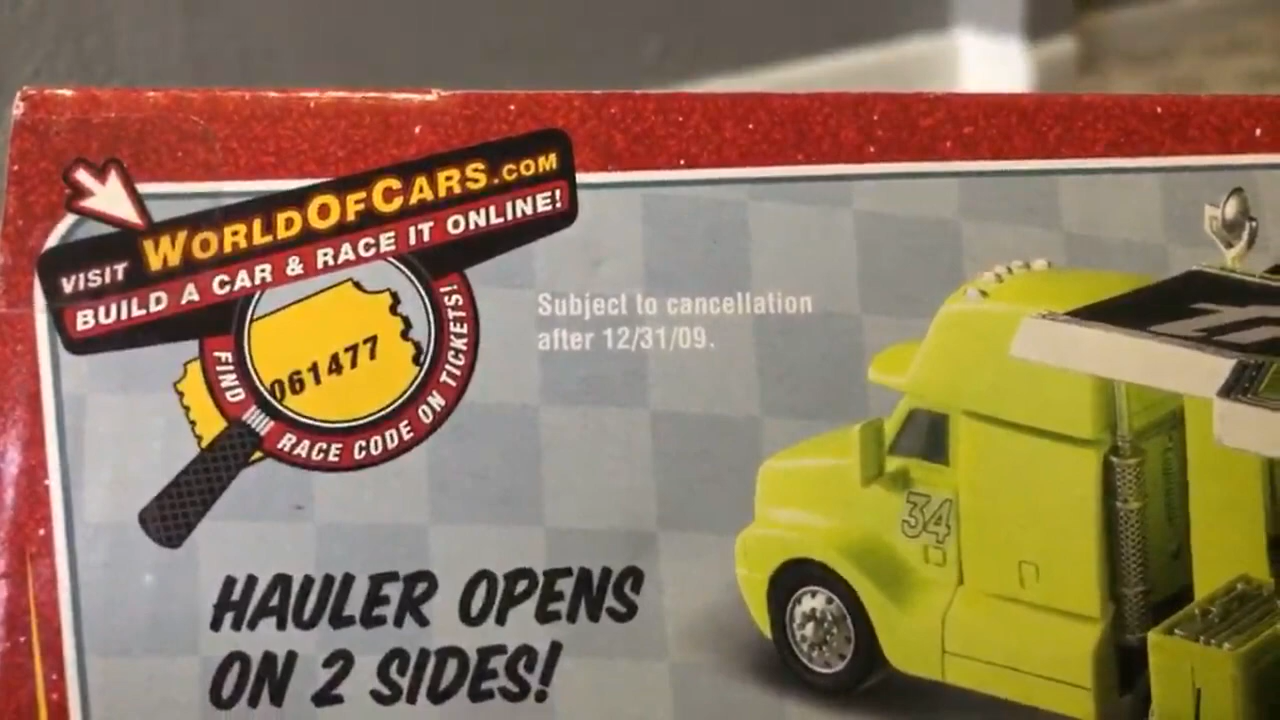 VISIT WORLDOFCARS.COM
BUILD A CAR & RACE IT ONLINE!
061477
FIND RACE CODE ON TICKETS!
Subject to cancellation
after 12/31/09.
34
HAULER OPENS
ON 2 SIDES!